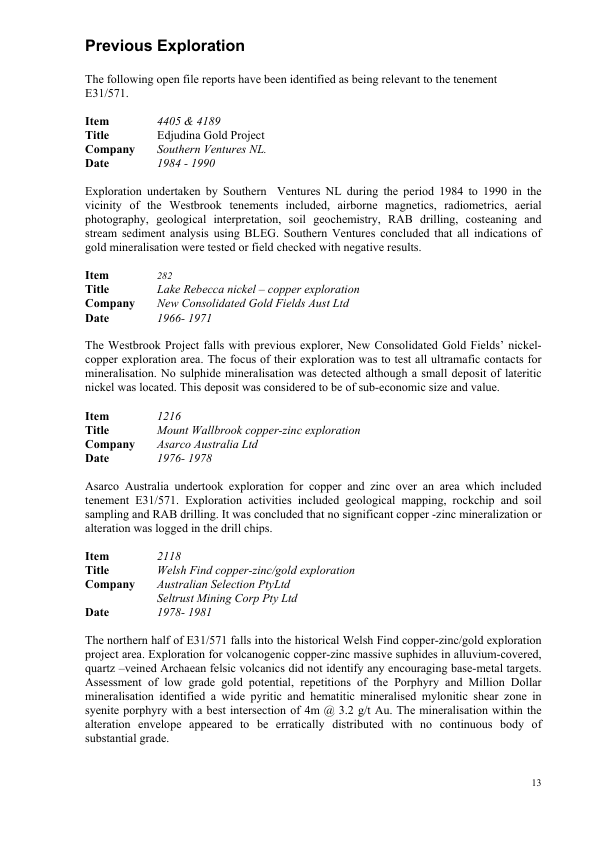 Previous Exploration
The following open file reports have been identified as being relevant to the tenement
E31/571.
Item 4405 & 4189
Title Edjudina Gold Project
Company Southern Ventures NL.
Date 1984 - 1990
Exploration undertaken by Southern Ventures NL during the period 1984 to 1990 in the
vicinity of the Westbrook tenements included, airborne magnetics, radiometrics, aerial
photography, geological interpretation, soil geochemistry, RAB drilling, costeaning and
stream sediment analysis using BLEG. Southern Ventures concluded that all indications of
gold mineralisation were tested or field checked with negative results.
Item 282
Title Lake Rebecca nickel – copper exploration
Company New Consolidated Gold Fields Aust Ltd
Date 1966- 1971
The Westbrook Project falls with previous explorer, New Consolidated Gold Fields' nickel-
copper exploration area. The focus of their exploration was to test all ultramafic contacts for
mineralisation. No sulphide mineralisation was detected although a small deposit of lateritic
nickel was located. This deposit was considered to be of sub-economic size and value.
Item 1216
Title Mount Wallbrook copper-zinc exploration
Company Asarco Australia Ltd
Date 1976- 1978
Asarco Australia undertook exploration for copper and zinc over an area which included
tenement E31/571. Exploration activities included geological mapping, rockchip and soil
sampling and RAB drilling. It was concluded that no significant copper -zinc mineralization or
alteration was logged in the drill chips.
Item 2118
Title Welsh Find copper-zinc/gold exploration
Company Australian Selection PtyLtd
Seltrust Mining Corp Pty Ltd
Date 1978- 1981
The northern half of E31/571 falls into the historical Welsh Find copper-zinc/gold exploration
project area. Exploration for volcanogenic copper-zinc massive suphides in alluvium-covered,
quartz –veined Archaean felsic volcanics did not identify any encouraging base-metal targets.
Assessment of low grade gold potential, repetitions of the Porphyry and Million Dollar
mineralisation identified a wide pyritic and hematitic mineralised mylonitic shear zone in
syenite porphyry with a best intersection of 4m @ 3.2 g/t Au. The mineralisation within the
alteration envelope appeared to be erratically distributed with no continuous body of
substantial grade.
13